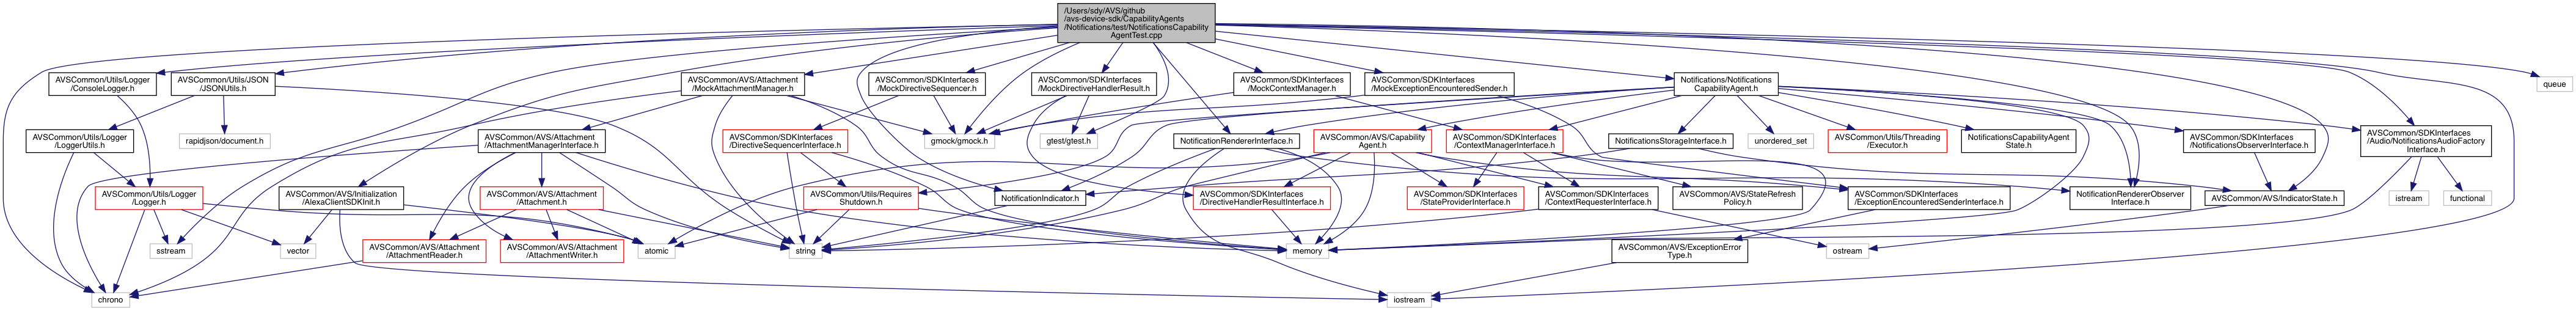 /Users/sdy/AVS/github
/avs-device-sdk/CapabilityAgents
/Notifications/test/NotificationsCapability
AgentTest.cpp
AVSCommon/Utils/Logger
/ConsoleLogger.h
AVSCommon/Utils/JSON
/JSONUtils.h
AVSCommon/AVS/Attachment
/MockAttachmentManager.h
AVSCommon/SDKInterfaces
/MockDirectiveSequencer.h
AVSCommon/SDKInterfaces
/MockDirectiveHandlerResult.h
AVSCommon/SDKInterfaces
/MockContextManager.h
AVSCommon/SDKInterfaces
/MockExceptionEncounteredSender.h
Notifications/Notifications
CapabilityAgent.h
queue
AVSCommon/Utils/Logger
/LoggerUtils.h
rapidjson/document.h
AVSCommon/AVS/Attachment
/AttachmentManagerInterface.h
AVSCommon/SDKInterfaces
/DirectiveSequencerInterface.h
gmock/gmock.h
gtest/gtest.h
NotificationRendererInterface.h
AVSCommon/AVS/Capability
Agent.h
AVSCommon/SDKInterfaces
/ContextManagerInterface.h
NotificationsStorageInterface.h
unordered_set
AVSCommon/Utils/Threading
/Executor.h
NotificationsCapabilityAgent
State.h
AVSCommon/SDKInterfaces
/NotificationsObserverInterface.h
AVSCommon/SDKInterfaces
/Audio/NotificationsAudioFactory
Interface.h
AVSCommon/Utils/Logger
/Logger.h
AVSCommon/AVS/Initialization
/AlexaClientSDKInit.h
AVSCommon/AVS/Attachment
/Attachment.h
AVSCommon/Utils/Requires
Shutdown.h
NotificationIndicator.h
AVSCommon/SDKInterfaces
/DirectiveHandlerResultInterface.h
AVSCommon/SDKInterfaces
/StateProviderInterface.h
AVSCommon/SDKInterfaces
/ContextRequesterInterface.h
AVSCommon/AVS/StateRefresh
Policy.h
AVSCommon/SDKInterfaces
/ExceptionEncounteredSenderInterface.h
NotificationRendererObserver
Interface.h
AVSCommon/AVS/IndicatorState.h
istream
functional
sstream
vector
AVSCommon/AVS/Attachment
/AttachmentReader.h
AVSCommon/AVS/Attachment
/AttachmentWriter.h
atomic
string
memory
AVSCommon/AVS/ExceptionError
Type.h
ostream
chrono
iostream